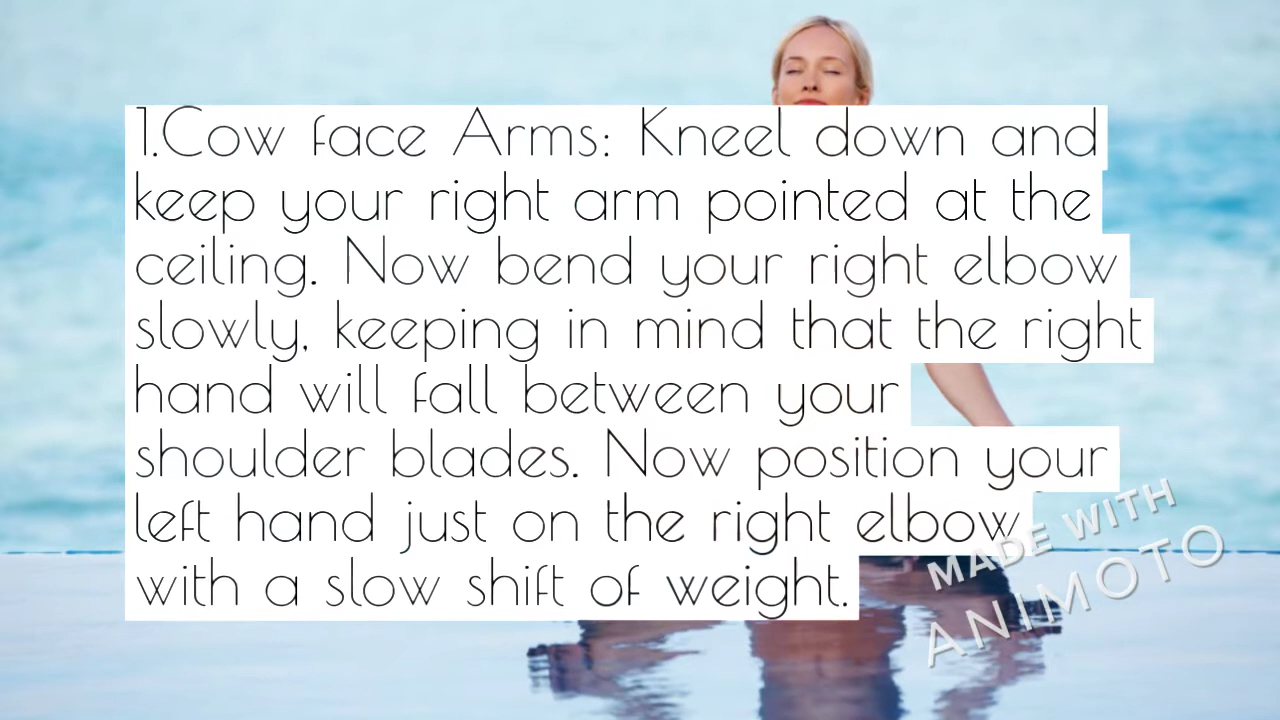 1.Cow face Arms: Kneel down and
keep your right arm pointed at the
ceiling. Now bend your right elbow
slowly, keeping in mind that the right
hand will fall between your
shoulder blades. Now position your
left hand just on the right elbow
with a slow shift of weight.
MADE WITH
ANIMOTO